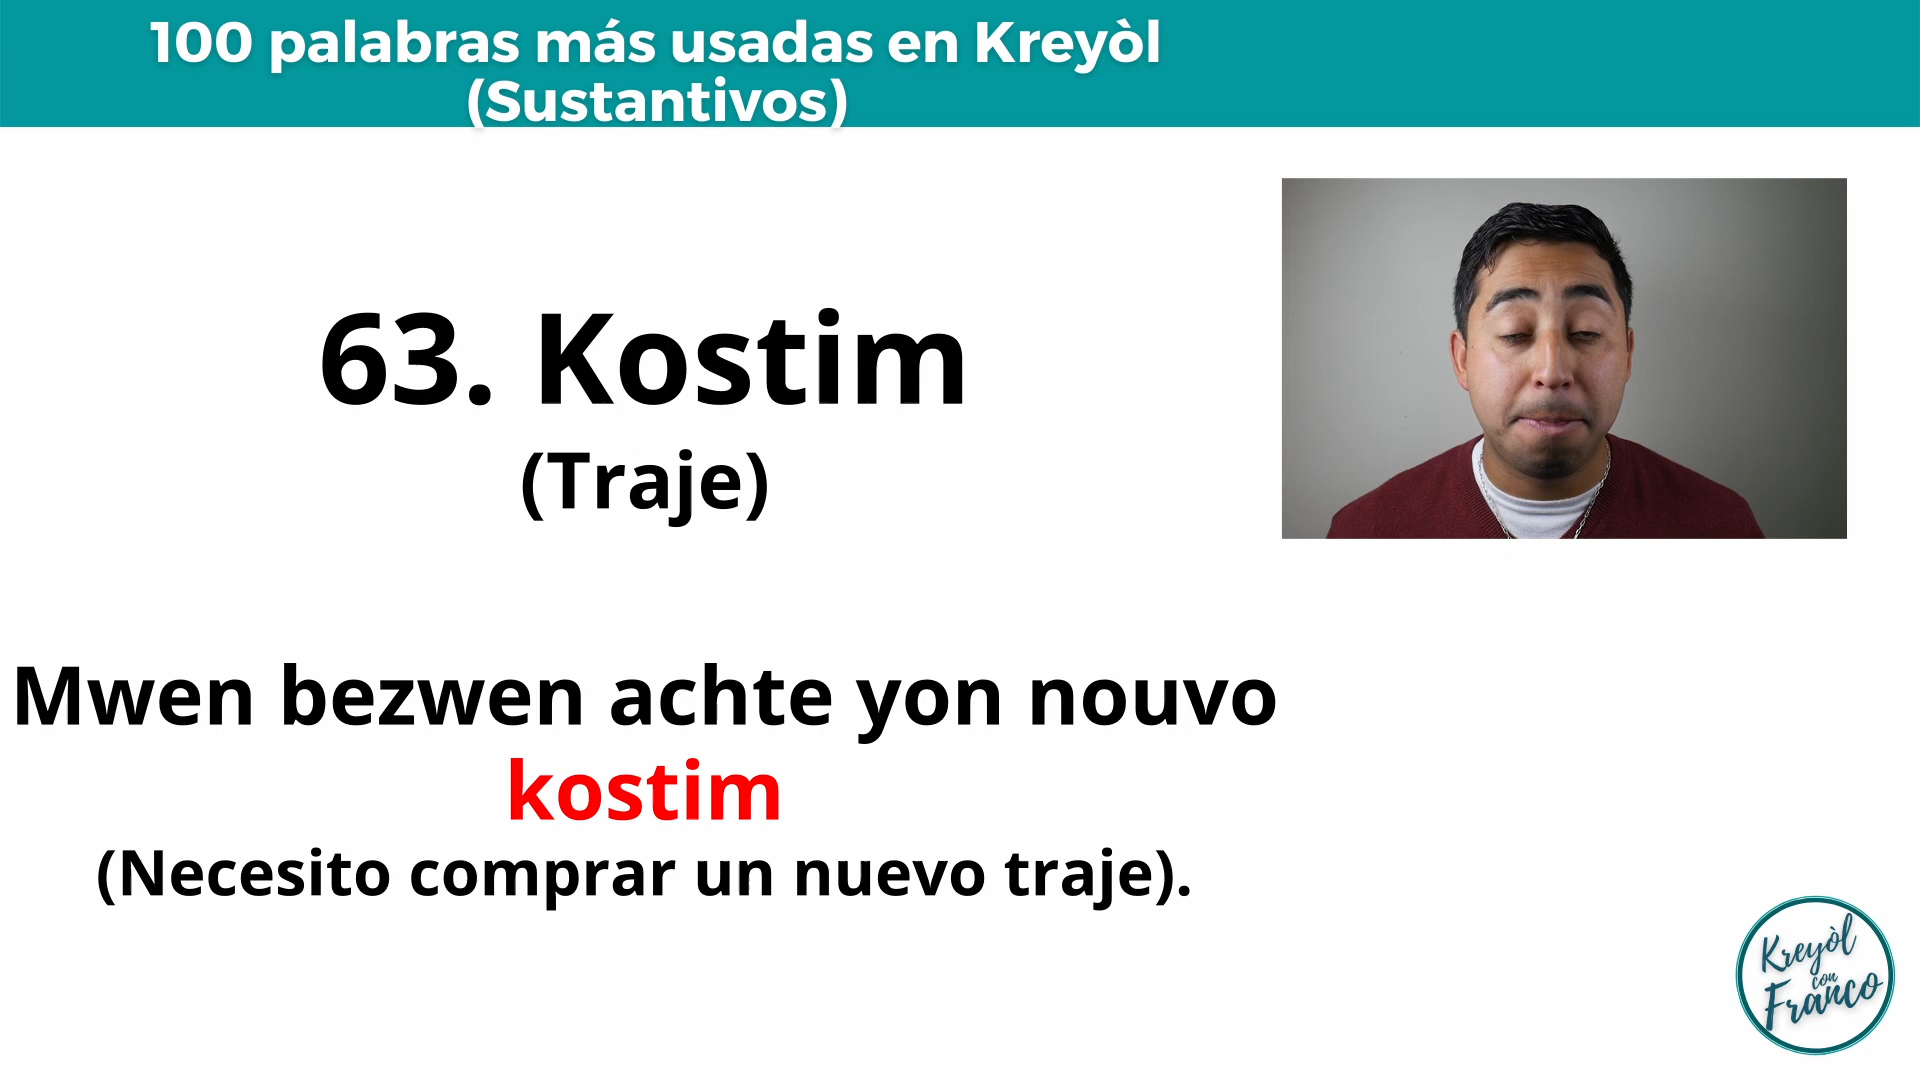 100 palabras más usadas en Kreyòl
(Sustantivos)
63. Kostim
(Traje)
Mwen bezwen achte yon nouvo
kostim
(Necesito comprar un nuevo traje).
Kreyòl
con
Franco